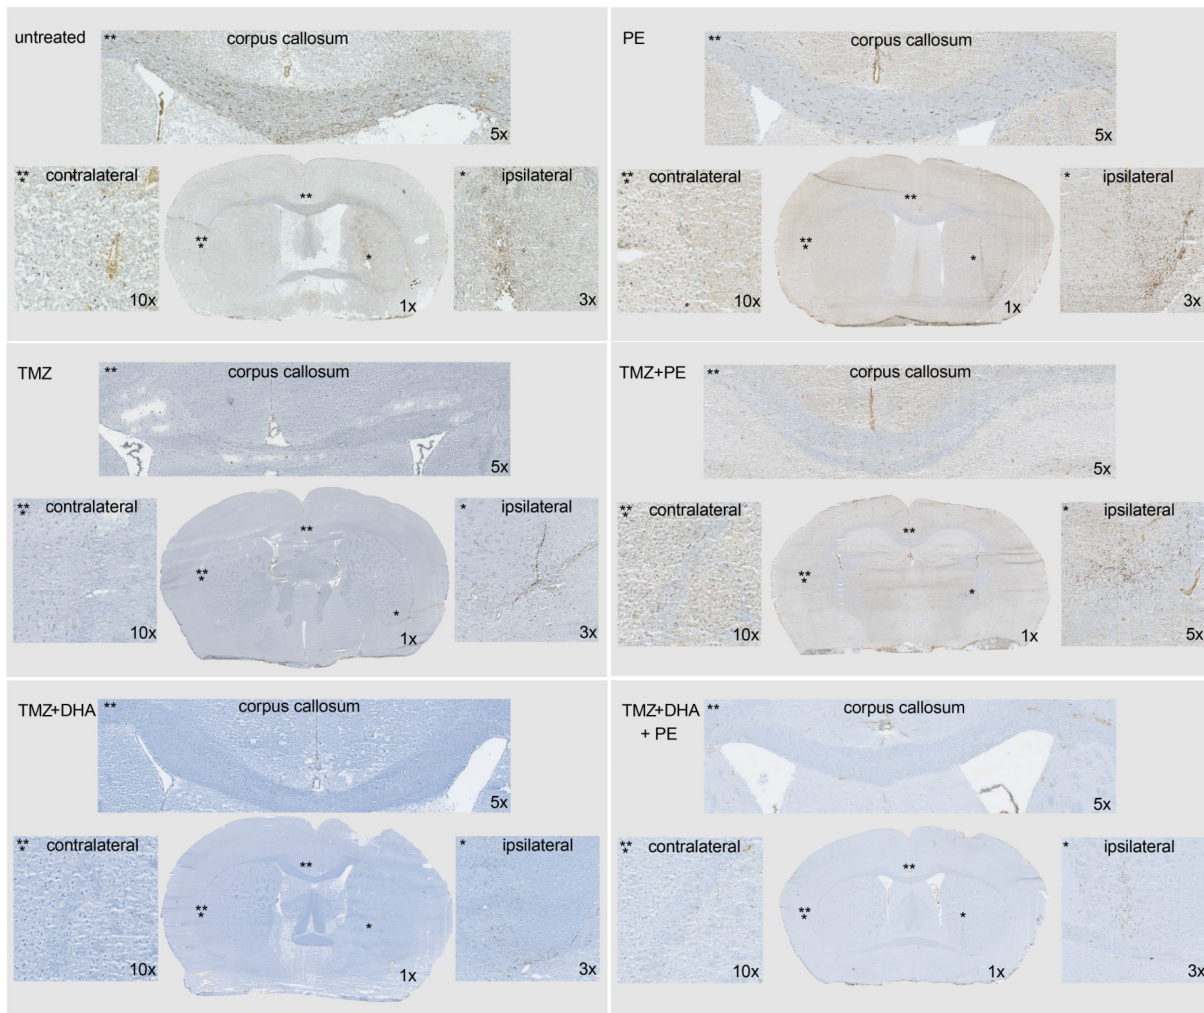 untreated
**
corpus callosum
5x
**
*
contralateral
10x
**
**
*
*
1x
*
ipsilateral
3x
PE
**
corpus callosum
5x
**
*
contralateral
10x
**
**
*
*
1x
*
ipsilateral
3x
TMZ
**
corpus callosum
5x
**
*
contralateral
10x
**
**
*
*
1x
*
ipsilateral
3x
TMZ+PE
**
corpus callosum
5x
**
*
contralateral
10x
**
**
*
*
1x
*
ipsilateral
5x
TMZ+DHA
**
corpus callosum
5x
**
*
contralateral
10x
**
**
*
*
1x
*
ipsilateral
3x
TMZ+DHA
+ PE
**
corpus callosum
5x
**
*
contralateral
10x
**
**
*
*
1x
*
ipsilateral
3x